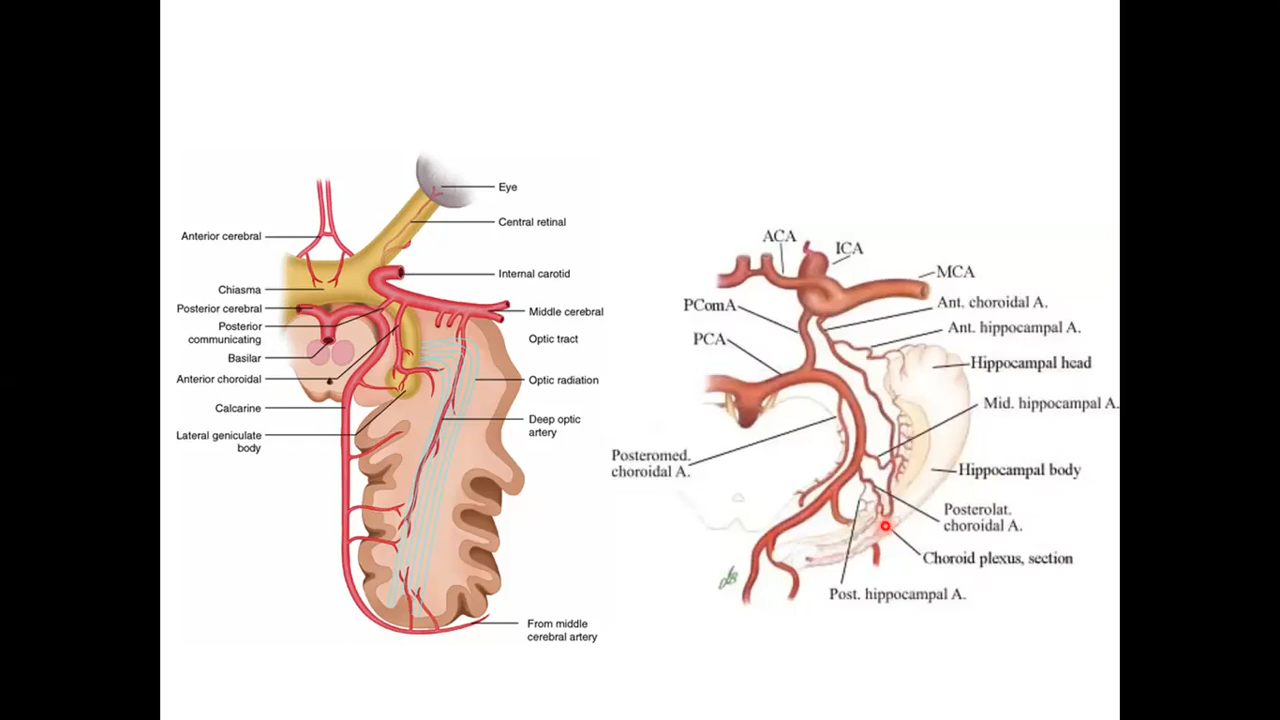 Eye
Central retinal
Anterior cerebral
Internal carotid
Chiasma
Posterior cerebral
Middle cerebral
Posterior
communicating
Optic tract
Basilar
Anterior choroidal
Optic radiation
Calcarine
Deep optic
artery
Lateral geniculate
body
From middle
cerebral artery
ACA
ICA
MCA
PComA
Ant. choroidal A.
Ant. hippocampal A.
PCA
Hippocampal head
Mid. hippocampal A.
Posteromed.
choroidal A.
Hippocampal body
Posterolat.
choroidal A.
Choroid plexus, section
Post. hippocampal A.